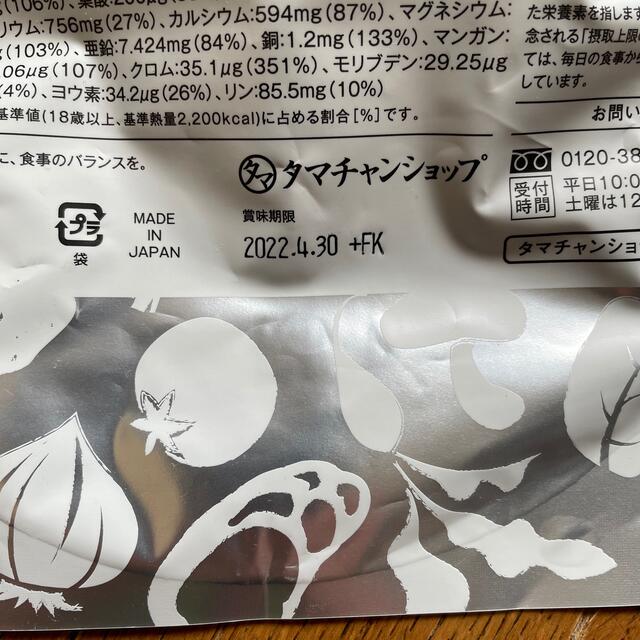 リウム:756mg(27%)、カルシウム:594mg(87%)、マグネシウム:
(103%)、亜鉛:7.424mg(84%)、銅:1.2mg(133%)、マンガン:
06μg(107%)、クロム:35.1μg(351%)、モリブデン:29.25μg
(4%)、ヨウ素:34.2μg(26%)、リン:85.5mg(10%)
基準値(18歳以上、基準熱量2,200kcal)に占める割合[%]です。
た栄養素を指します
念される「摂取上限の
ては、毎日の食事から
しています。
に、食事のバランスを。
タマ タマチャンショップ
お問い
0120-38
受付時間
平日10:0
土曜は12
タマチャンショ
プラ
袋
MADE
IN
JAPAN
賞味期限
2022.4.30 +FK